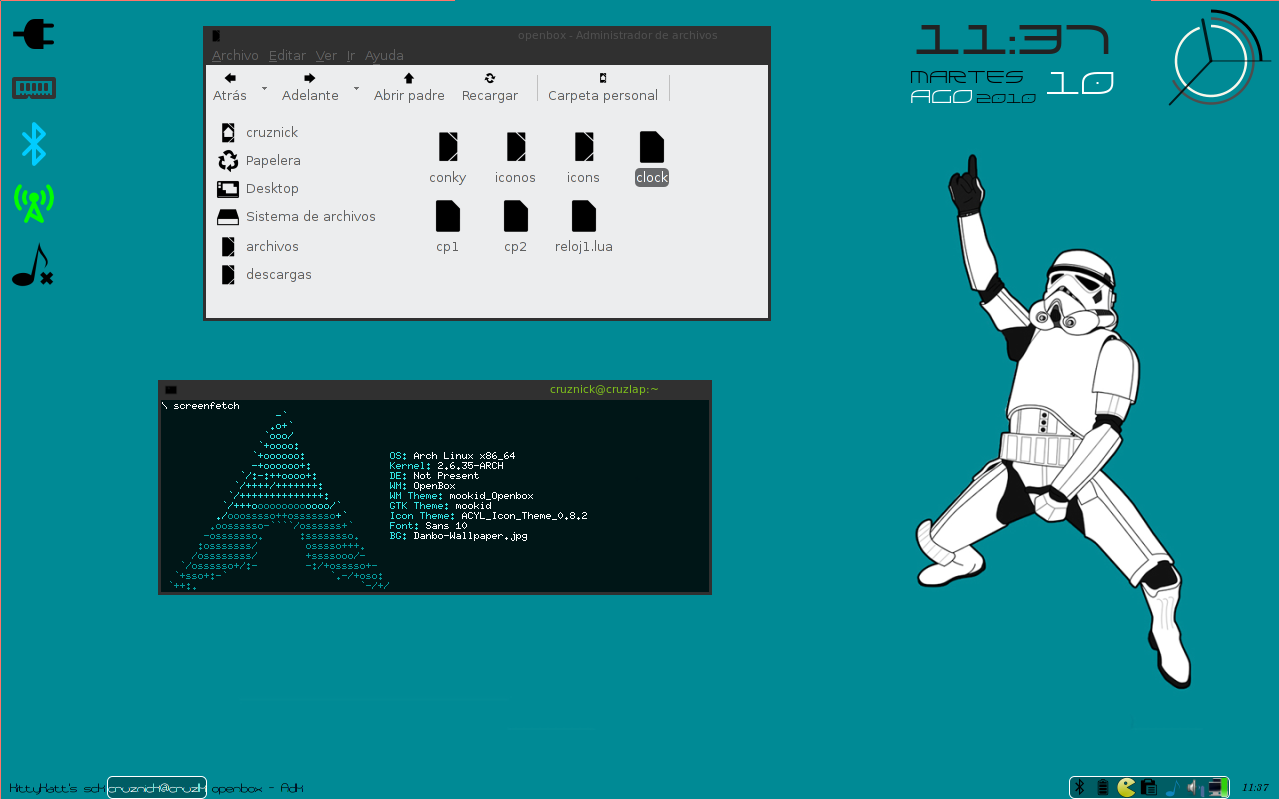 openbox - Administrador de archivos
Archivo Editar Ver Ir Ayuda
Atrás Adelante Abrir padre Recargar Carpeta personal
cruznick
Papelera
Desktop
Sistema de archivos
archivos
descargas
conky iconos icons clock
cp1 cp2 reloj1.lua
11:37
MARTES
AGO 2010 10
cruznick@cruzlap:~
\ screenfetch
OS: Arch Linux x86_64
Kernel: 2.6.35-ARCH
DE: Not Present
WM: OpenBox
WM Theme: mookid_Openbox
GTK Theme: mookid
Icon Theme: ACYL_Icon_Theme_0.8.2
Font: Sans 10
BG: Danbo-Wallpaper.jpg
KittyKatt's scr cruznick@cruzl openbox - Adm
11:37